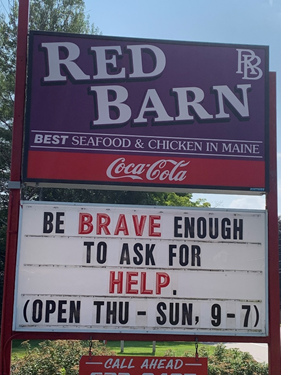 RED
BARN
RB
BEST SEAFOOD & CHICKEN IN MAINE
Coca-Cola
BE BRAVE ENOUGH
TO ASK FOR
HELP.
(OPEN THU - SUN, 9-7)
CALL AHEAD